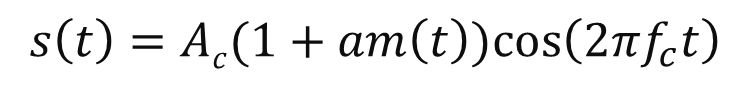 s(t) = A_c(1 + am(t))cos(2πf_ct)